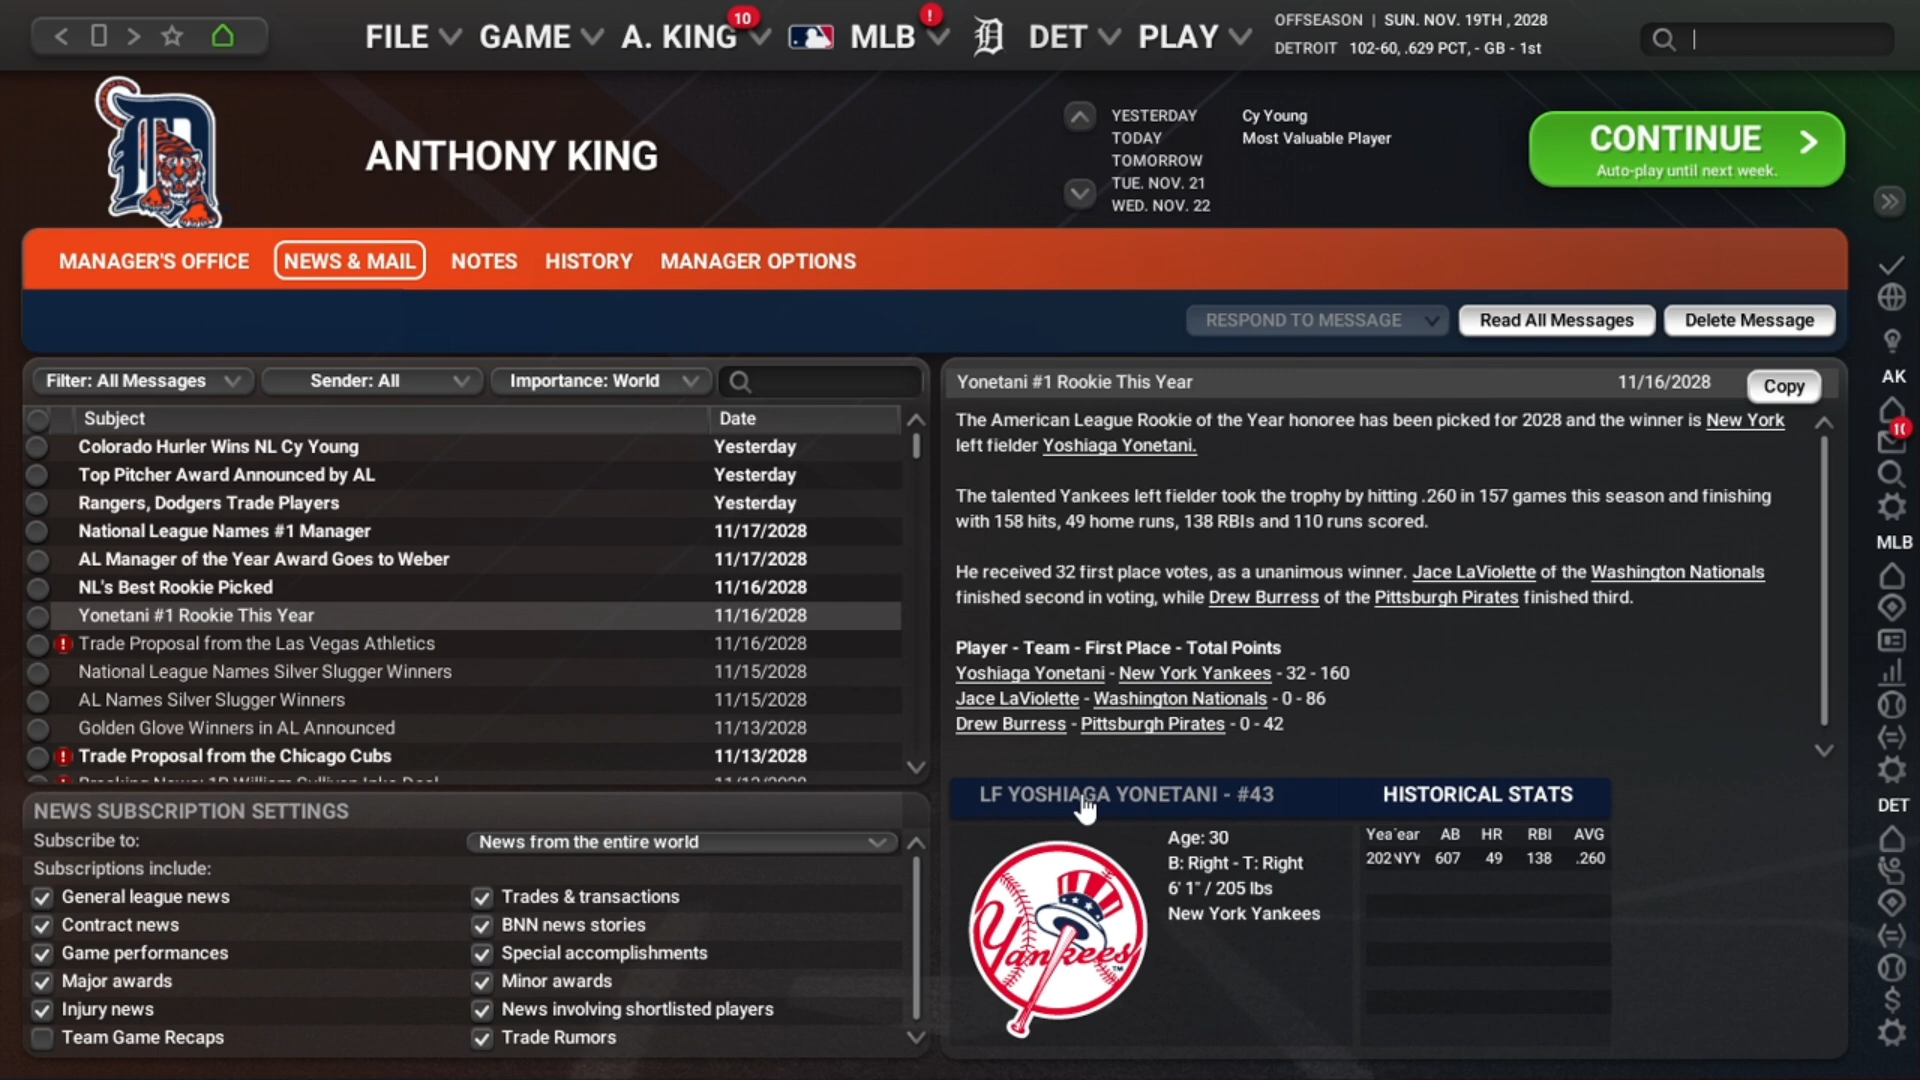 FILE
GAME
A. KING
10
MLB
!
DET
PLAY
OFFSEASON | SUN. NOV. 19TH , 2028
DETROIT 102-60, .629 PCT, - GB - 1st
ANTHONY KING
YESTERDAY Cy Young
TODAY Most Valuable Player
TOMORROW
TUE. NOV. 21
WED. NOV. 22
CONTINUE
Auto-play until next week.
MANAGER'S OFFICE
NEWS & MAIL
NOTES
HISTORY
MANAGER OPTIONS
RESPOND TO MESSAGE
Read All Messages
Delete Message
Filter: All Messages
Sender: All
Importance: World
Subject Date
Colorado Hurler Wins NL Cy Young Yesterday
Top Pitcher Award Announced by AL Yesterday
Rangers, Dodgers Trade Players Yesterday
National League Names #1 Manager 11/17/2028
AL Manager of the Year Award Goes to Weber 11/17/2028
NL's Best Rookie Picked 11/16/2028
Yonetani #1 Rookie This Year 11/16/2028
! Trade Proposal from the Las Vegas Athletics 11/16/2028
National League Names Silver Slugger Winners 11/15/2028
AL Names Silver Slugger Winners 11/15/2028
Golden Glove Winners in AL Announced 11/13/2028
! Trade Proposal from the Chicago Cubs 11/13/2028
NEWS SUBSCRIPTION SETTINGS
Subscribe to: News from the entire world
Subscriptions include:
General league news Trades & transactions
Contract news BNN news stories
Game performances Special accomplishments
Major awards Minor awards
Injury news News involving shortlisted players
Team Game Recaps Trade Rumors
Yonetani #1 Rookie This Year 11/16/2028
Copy
The American League Rookie of the Year honoree has been picked for 2028 and the winner is New York
left fielder Yoshiaga Yonetani.
The talented Yankees left fielder took the trophy by hitting .260 in 157 games this season and finishing
with 158 hits, 49 home runs, 138 RBIs and 110 runs scored.
He received 32 first place votes, as a unanimous winner. Jace LaViolette of the Washington Nationals
finished second in voting, while Drew Burress of the Pittsburgh Pirates finished third.
Player - Team - First Place - Total Points
Yoshiaga Yonetani - New York Yankees - 32 - 160
Jace LaViolette - Washington Nationals - 0 - 86
Drew Burress - Pittsburgh Pirates - 0 - 42
LF YOSHIAGA YONETANI - #43
HISTORICAL STATS
Yankees
Age: 30
B: Right - T: Right
6' 1" / 205 lbs
New York Yankees
AB HR RBI AVG
607 49 138 .260
AK
MLB
DET